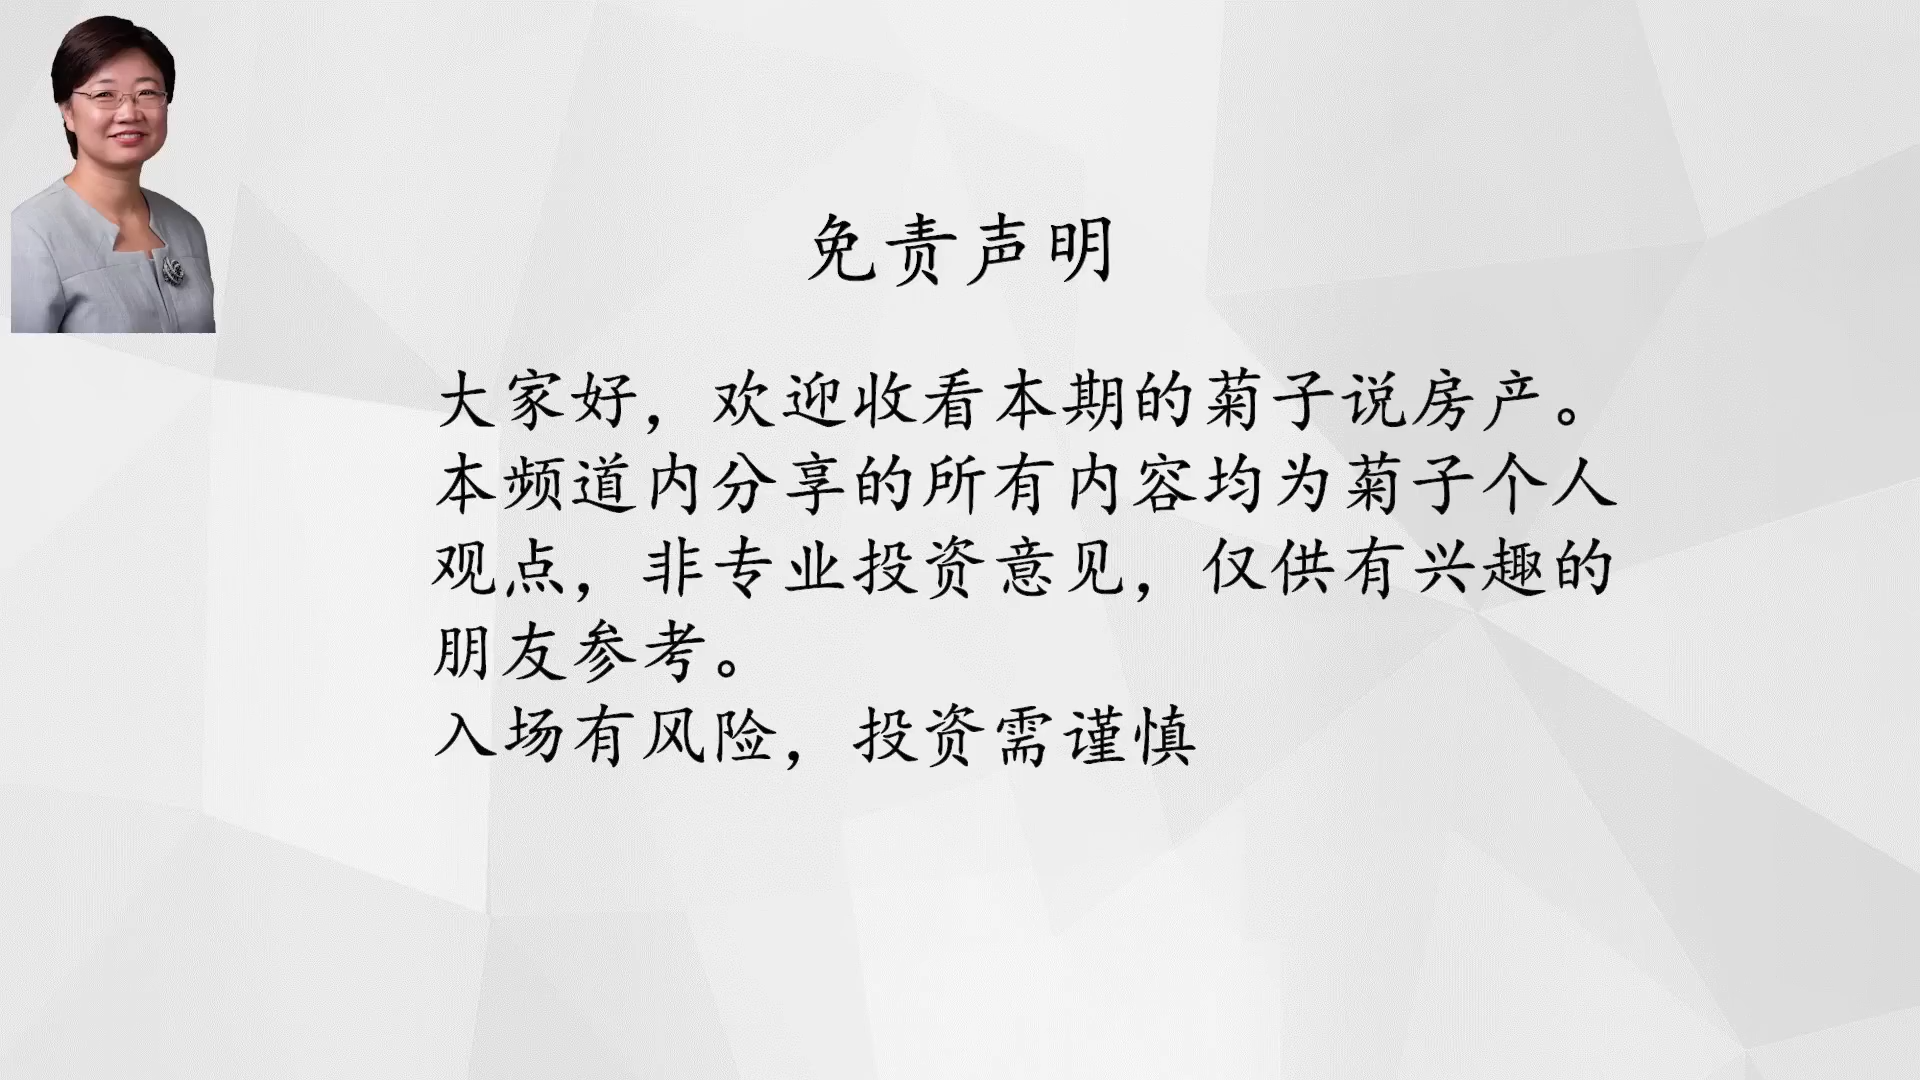 免责声明
大家好，欢迎收看本期的菊子说房产。
本频道内分享的所有内容均为菊子个人
观点，非专业投资意见，仅供有兴趣的
朋友参考。
入场有风险，投资需谨慎